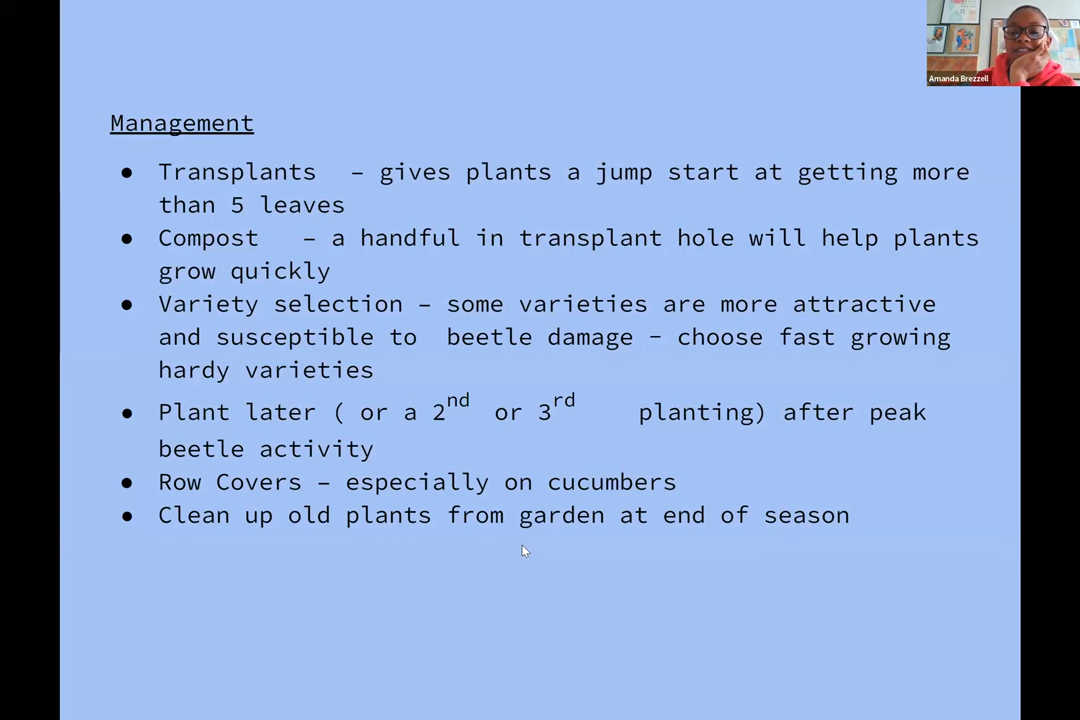 Amanda Brezzell
Management
● Transplants – gives plants a jump start at getting more
than 5 leaves
● Compost – a handful in transplant hole will help plants
grow quickly
● Variety selection – some varieties are more attractive
and susceptible to beetle damage – choose fast growing
hardy varieties
● Plant later ( or a 2nd or 3rd planting) after peak
beetle activity
● Row Covers – especially on cucumbers
● Clean up old plants from garden at end of season